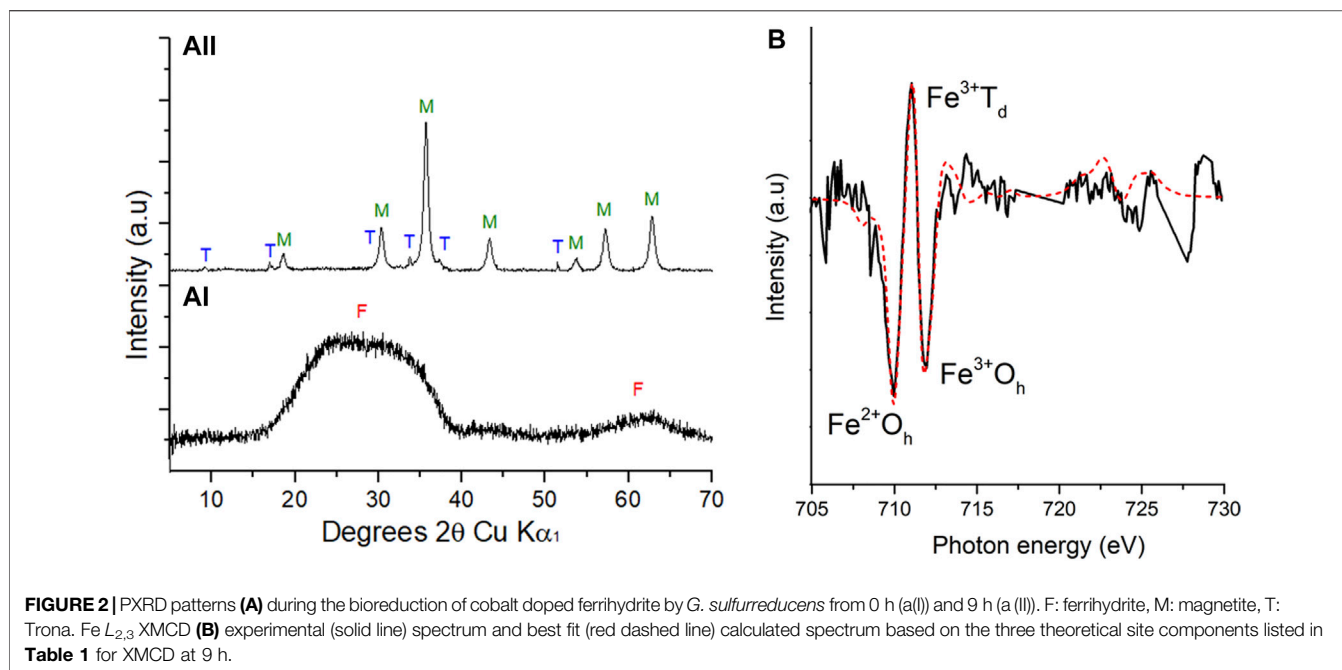 AII
M
M
M
M
M
T
T
M
T
T
T
T
M
Intensity (a.u)
AI
F
F
10 20 30 40 50 60 70
Degrees 2θ Cu Kα₁
B
Fe³⁺T_d
Fe³⁺O_h
Fe²⁺O_h
Intensity (a.u)
705 710 715 720 725 730
Photon energy (eV)
FIGURE 2 | PXRD patterns (A) during the bioreduction of cobalt doped ferrihydrite by G. sulfurreducens from 0 h (a(I)) and 9 h (a (II)). F: ferrihydrite, M: magnetite, T:
Trona. Fe L₂,₃ XMCD (B) experimental (solid line) spectrum and best fit (red dashed line) calculated spectrum based on the three theoretical site components listed in
Table 1 for XMCD at 9 h.